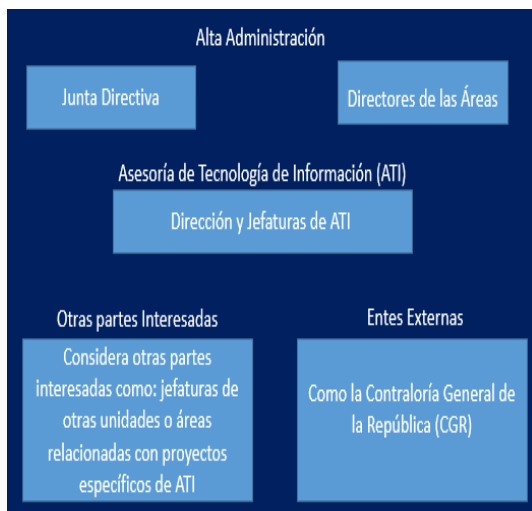 Alta Administración
Junta Directiva
Directores de las Áreas
Asesoría de Tecnología de Información (ATI)
Dirección y Jefaturas de ATI
Otras partes Interesadas
Considera otras partes
interesadas como: jefaturas de
otras unidades o áreas
relacionadas con proyectos
específicos de ATI
Entes Externas
Como la Contraloría General de
la República (CGR)